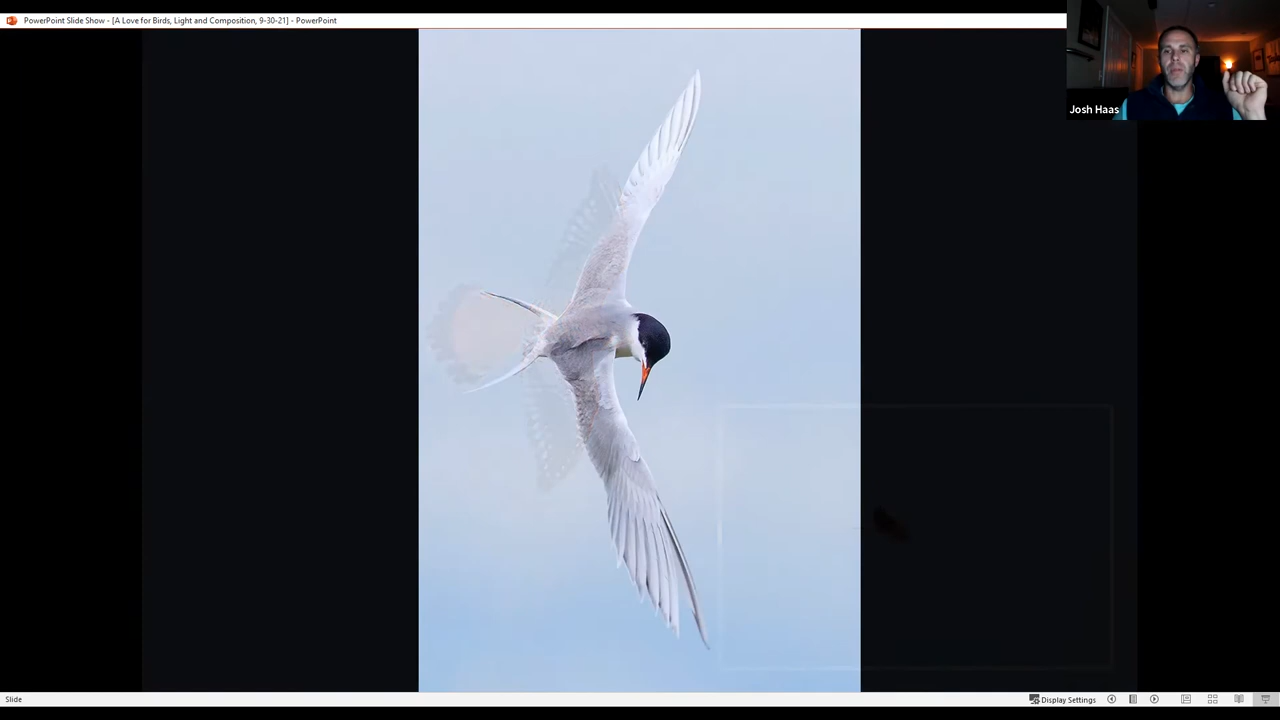 PowerPoint Slide Show - [A Love for Birds, Light and Composition, 9-30-21] - PowerPoint
Josh Haas
Slide
Display Settings